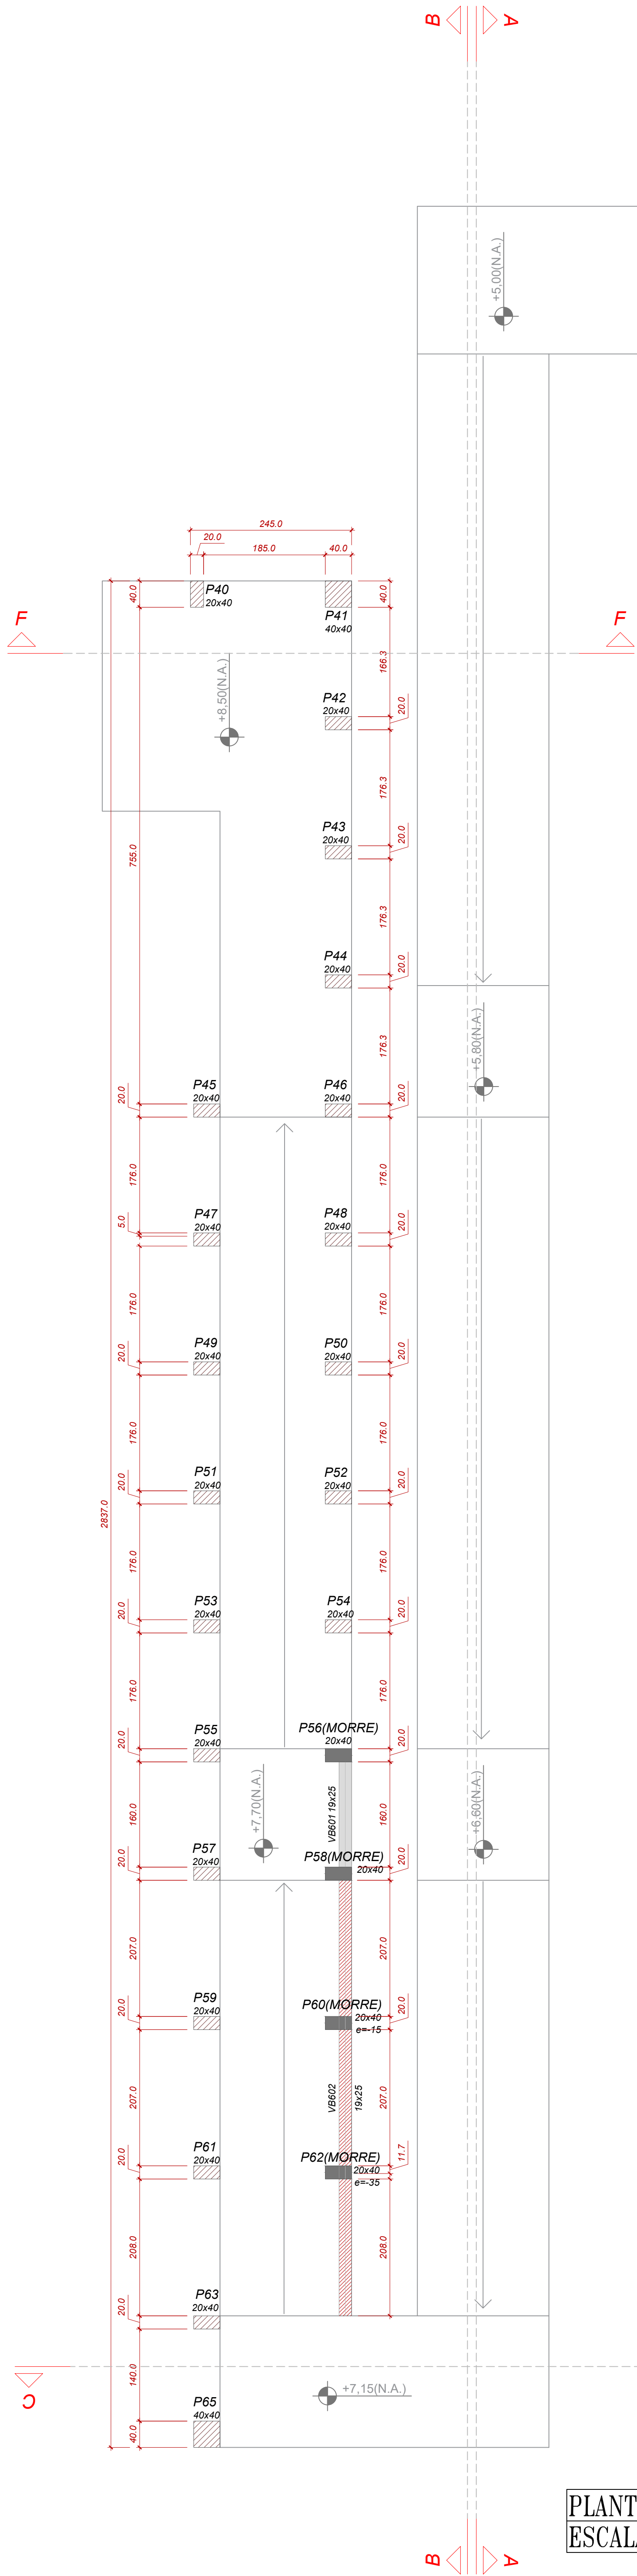 B
A
+5,00(N.A.)
245.0
20.0
185.0
40.0
40.0
P40
20x40
P41
40x40
40.0
F
F
166.3
+8,50(N.A.)
P42
20x40
20.0
176.3
755.0
P43
20x40
20.0
176.3
P44
20x40
20.0
176.3
+5,80(N.A.)
20.0
P45
20x40
P46
20x40
20.0
176.0
176.0
5.0
P47
20x40
P48
20x40
20.0
176.0
176.0
20.0
P49
20x40
P50
20x40
20.0
176.0
176.0
2837.0
20.0
P51
20x40
P52
20x40
20.0
176.0
176.0
20.0
P53
20x40
P54
20x40
20.0
176.0
176.0
20.0
P55
20x40
P56(MORRE)
20x40
20.0
160.0
+7,70(N.A.)
VB601 19x25
160.0
+6,60(N.A.)
20.0
P57
20x40
P58(MORRE)
20x40
20.0
207.0
207.0
20.0
P59
20x40
P60(MORRE)
20x40
e=-15
20.0
207.0
VB602
19x25
207.0
20.0
P61
20x40
P62(MORRE)
20x40
e=-35
11.7
208.0
208.0
20.0
P63
20x40
140.0
C
+7,15(N.A.)
P65
40x40
40.0
PLANT
ESCALA
B
A